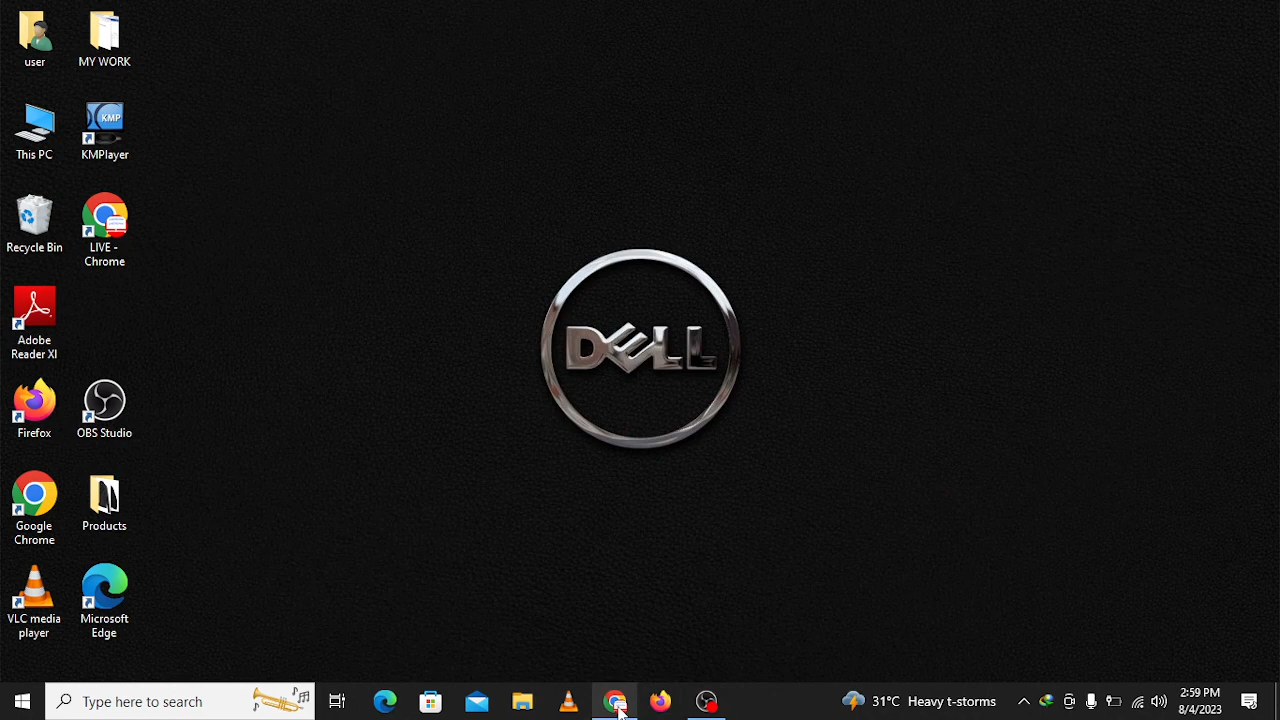 user
MY WORK
KMP
This PC
KMPlayer
Recycle Bin
LIVE -
Chrome
Adobe
Reader XI
DELL
Firefox
OBS Studio
Google
Chrome
Products
VLC media
player
Microsoft
Edge
Type here to search
31°C Heavy t-storms
2:59 PM
8/4/2023